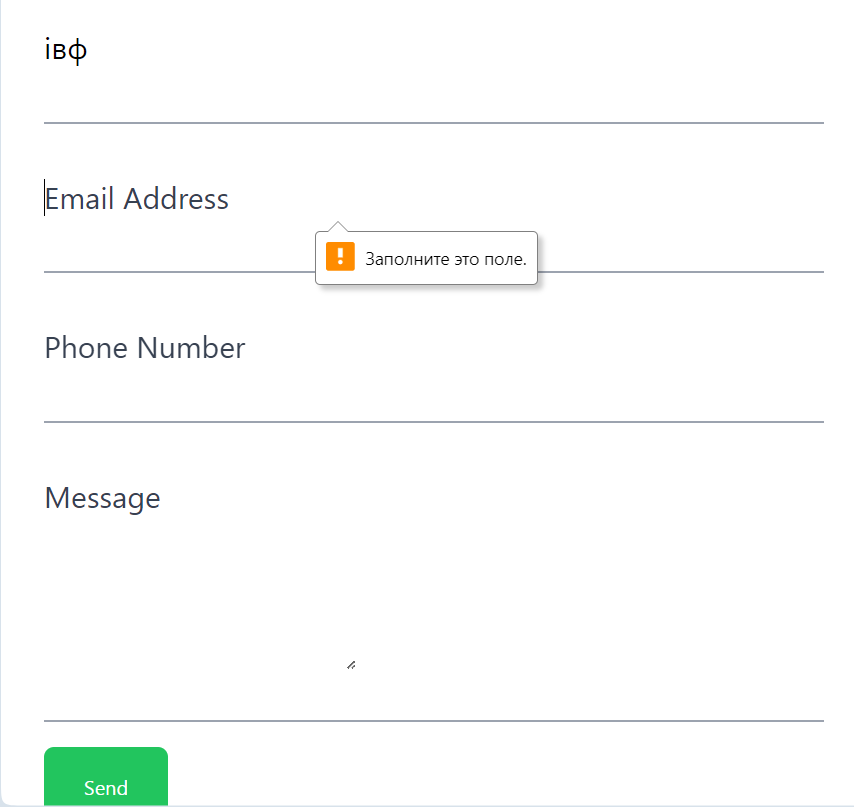 івф
Email Address
Заполните это поле.
Phone Number
Message
Send